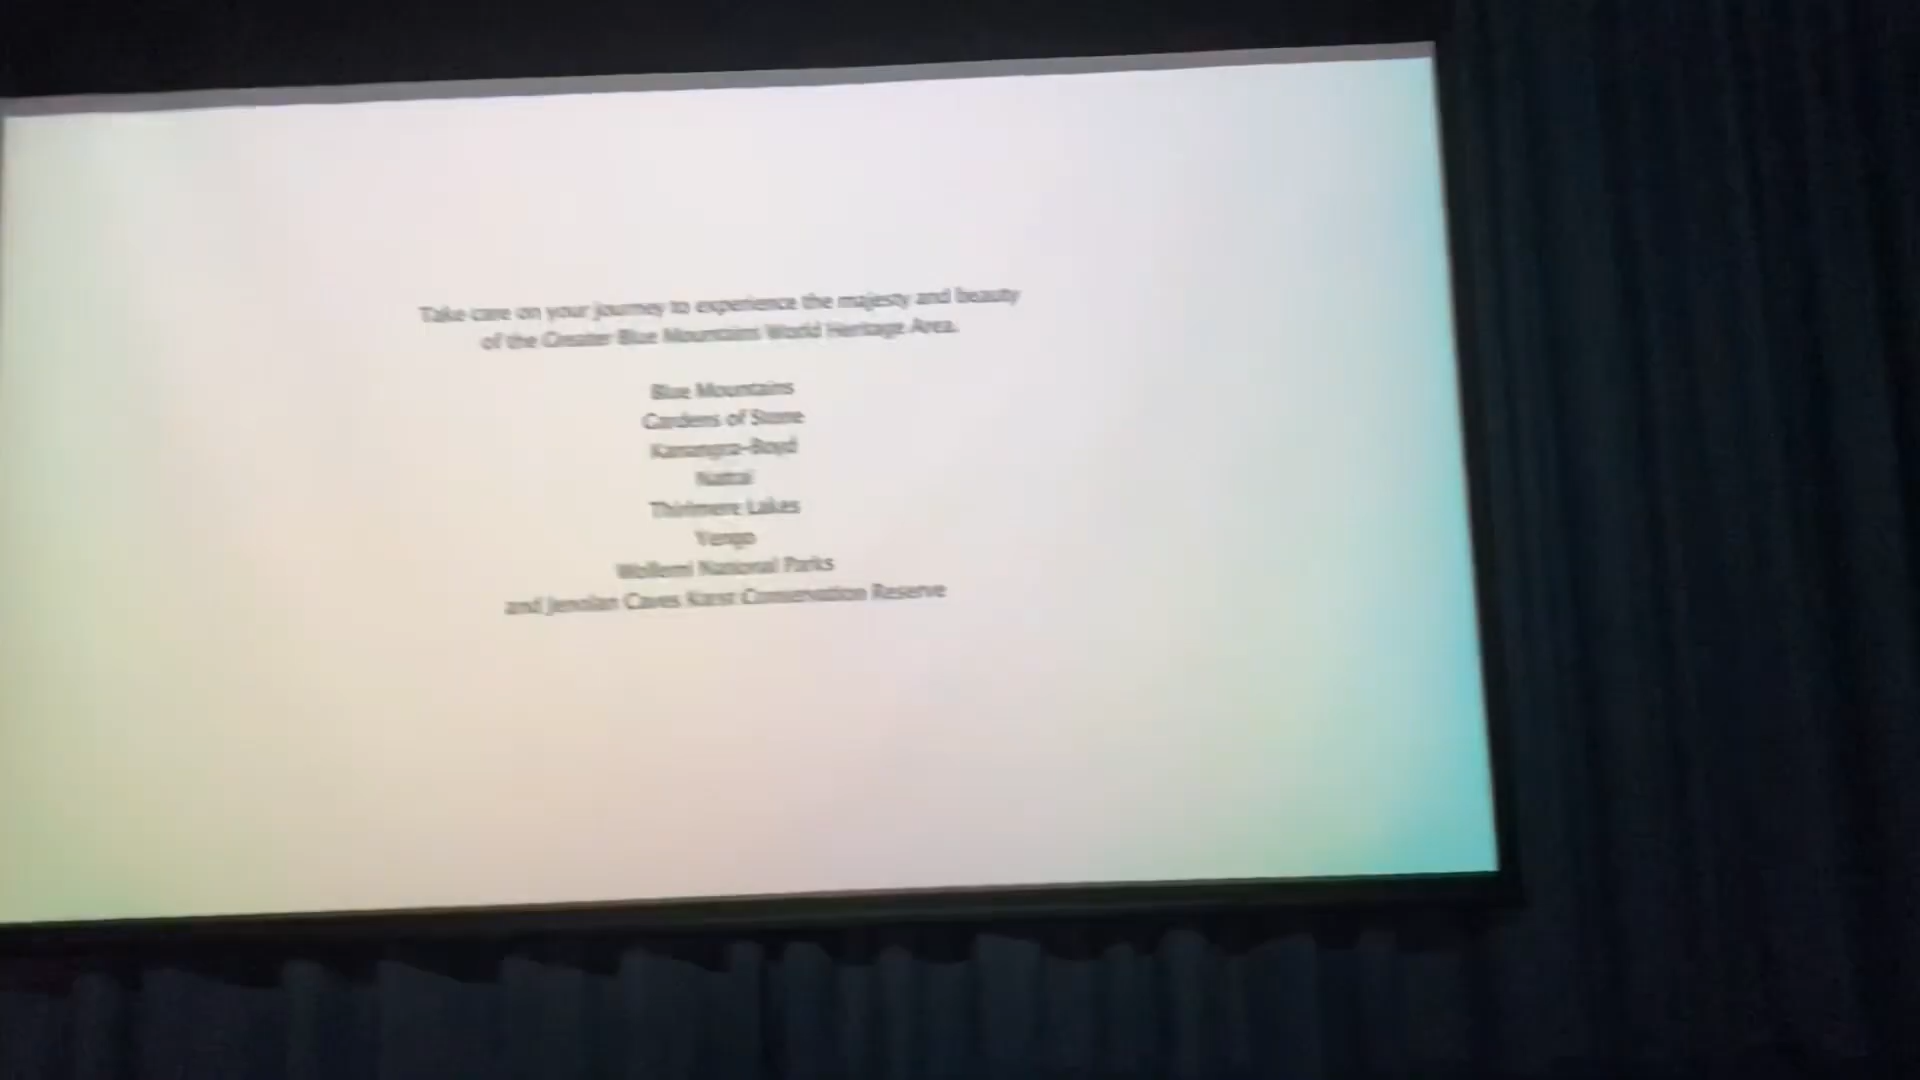 Take care on your journey to experience the majesty and beauty
of the Greater Blue Mountains World Heritage Area.
Blue Mountains
Gardens of Stone
Kanangra-Boyd
Nattai
Thirlmere Lakes
Yengo
Wollemi National Parks
and Jenolan Caves Karst Conservation Reserve